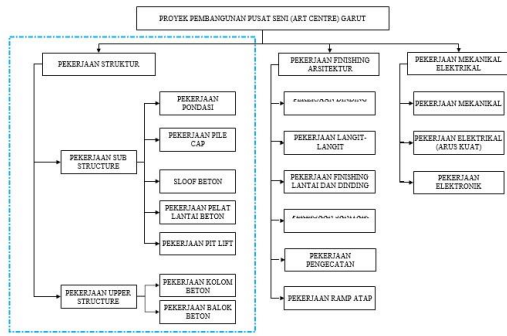 PROYEK PEMBANGUNAN PUSAT SENI (ART CENTRE) GARUT
PEKERJAAN STRUKTUR
PEKERJAAN SUB
STRUCTURE
PEKERJAAN
PONDASI
PEKERJAAN PILE
CAP
SLOOF BETON
PEKERJAAN PELAT
LANTAI BETON
PEKERJAAN PIT LIFT
PEKERJAAN UPPER
STRUCTURE
PEKERJAAN KOLOM
BETON
PEKERJAAN BALOK
BETON
PEKERJAAN FINISHING
ARSITEKTUR
PEKERJAAN DINDING
PEKERJAAN LANGIT-
LANGIT
PEKERJAAN FINISHING
LANTAI DAN DINDING
PEKERJAAN
PENGECATAN
PEKERJAAN RAMP ATAP
PEKERJAAN MEKANIKAL
ELEKTRIKAL
PEKERJAAN MEKANIKAL
PEKERJAAN ELEKTRIKAL
(ARUS KUAT)
PEKERJAAN
ELEKTRONIK